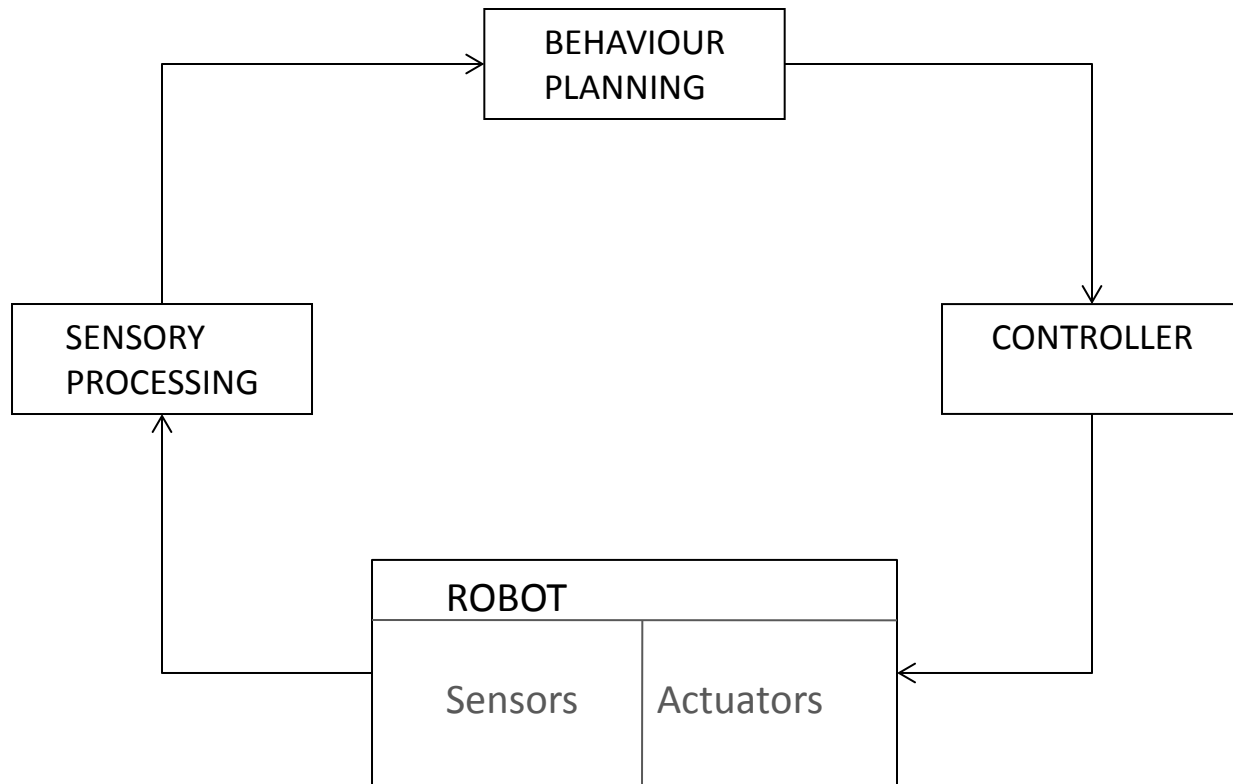 BEHAVIOUR
PLANNING
SENSORY
PROCESSING
CONTROLLER
ROBOT
Sensors
Actuators